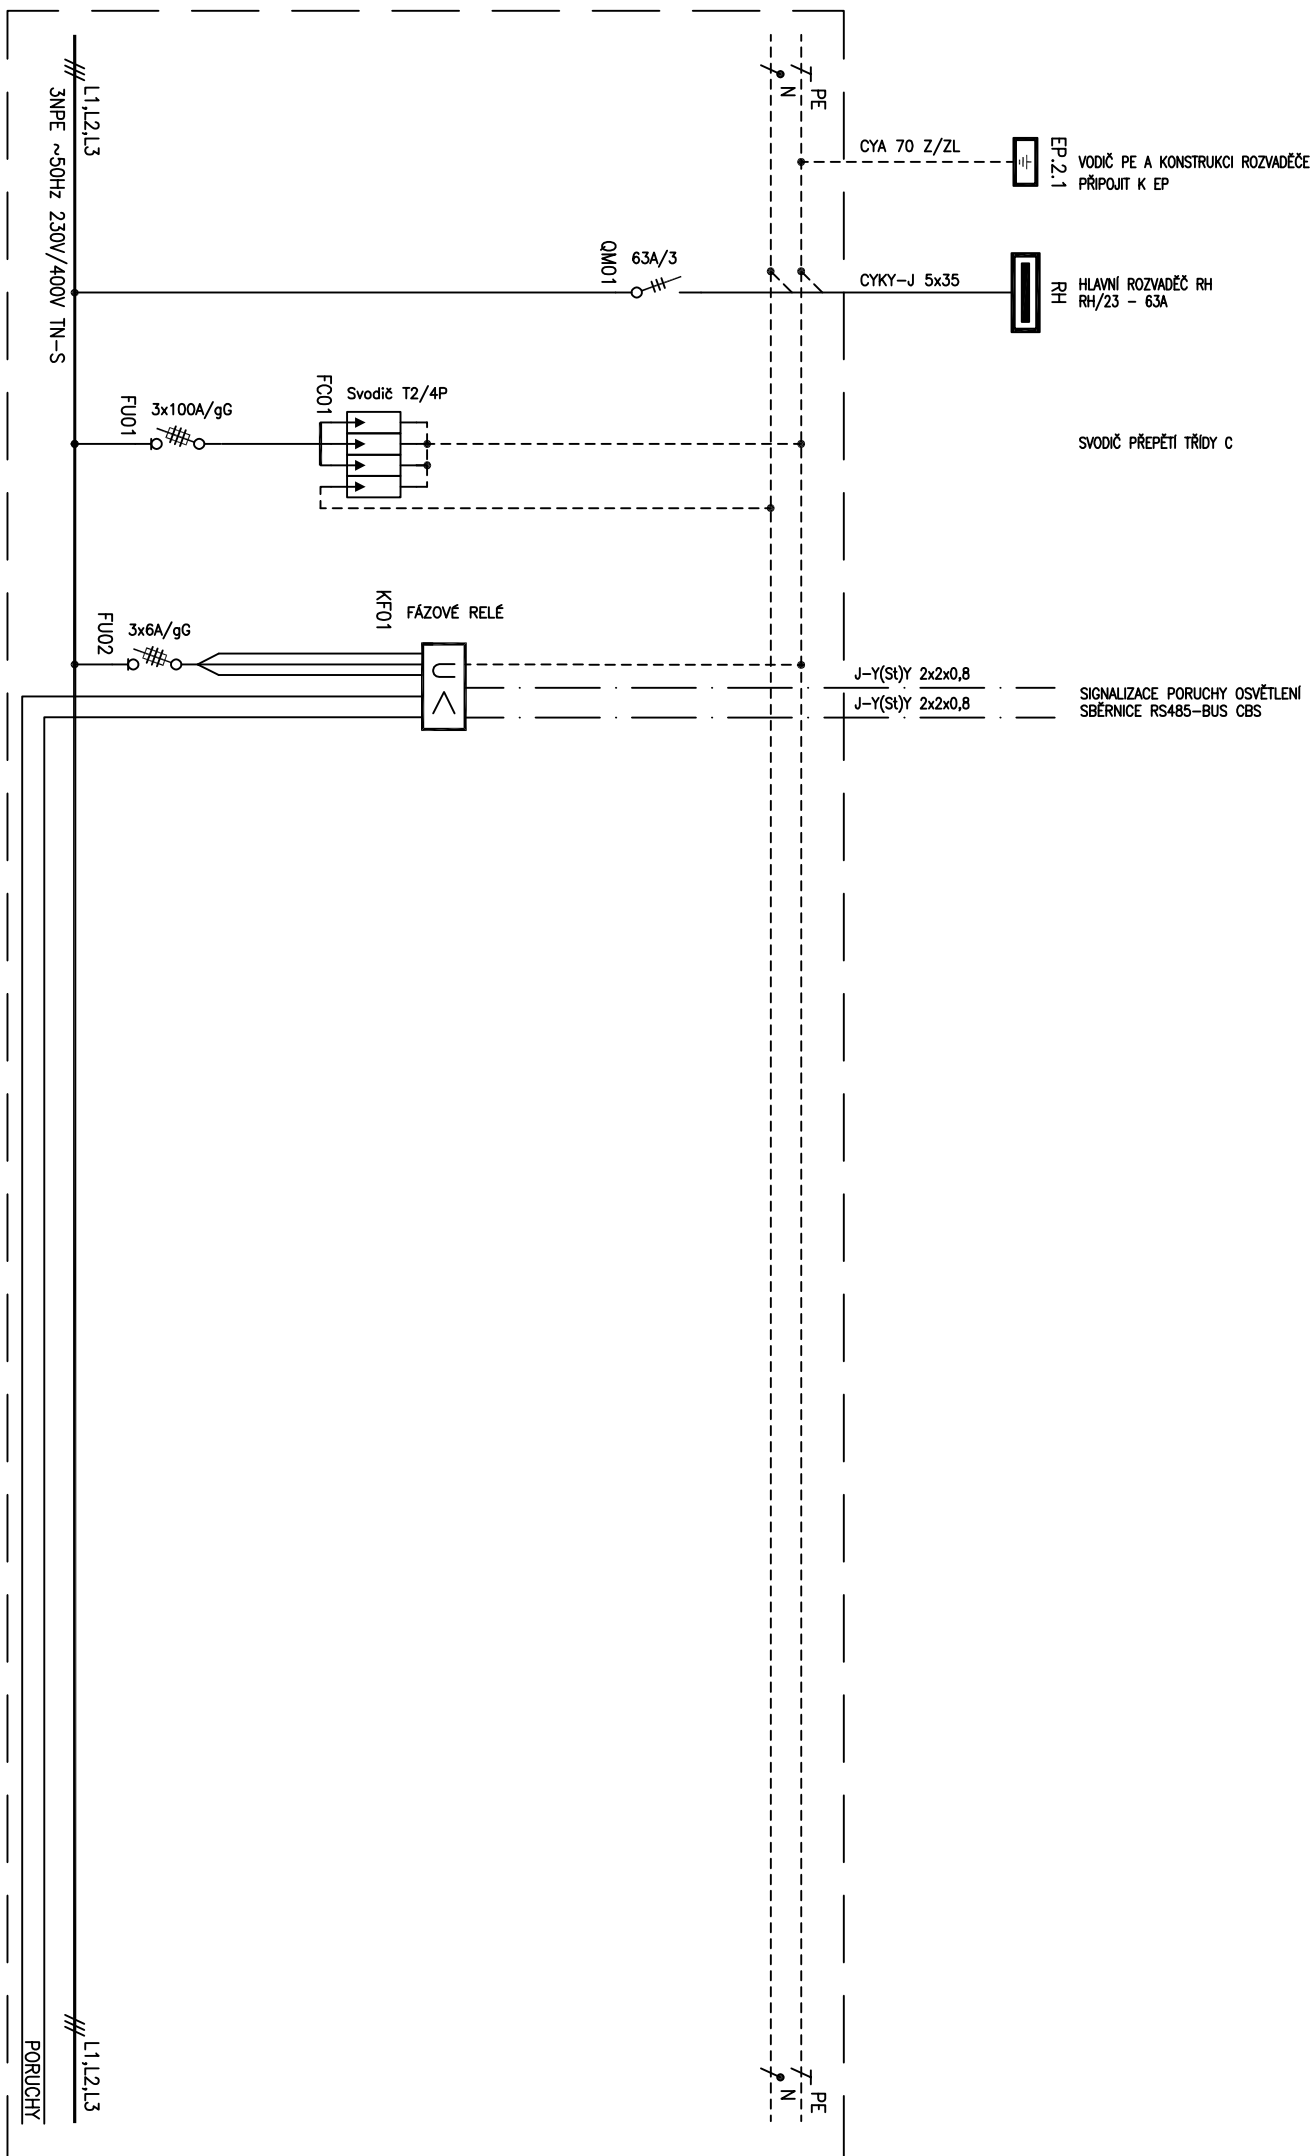 L1,L2,L3
3NPE ~50Hz 230V/400V TN-S
N
PE
CYA 70 Z/ZL
EP.2.1
VODIČ PE A KONSTRUKCI ROZVADĚČE
PŘIPOJIT K EP
QM01
63A/3
CYKY-J 5x35
RH
HLAVNÍ ROZVADĚČ RH
RH/23 - 63A
FU01
3x100A/gG
FC01
Svodič T2/4P
SVODIČ PŘEPĚTÍ TŘÍDY C
FU02
3x6A/gG
KF01
FÁZOVÉ RELÉ
U
<
J-Y(St)Y 2x2x0,8
J-Y(St)Y 2x2x0,8
SIGNALIZACE PORUCHY OSVĚTLENÍ
SBĚRNICE RS485-BUS CBS
PORUCHY
L1,L2,L3
N
PE